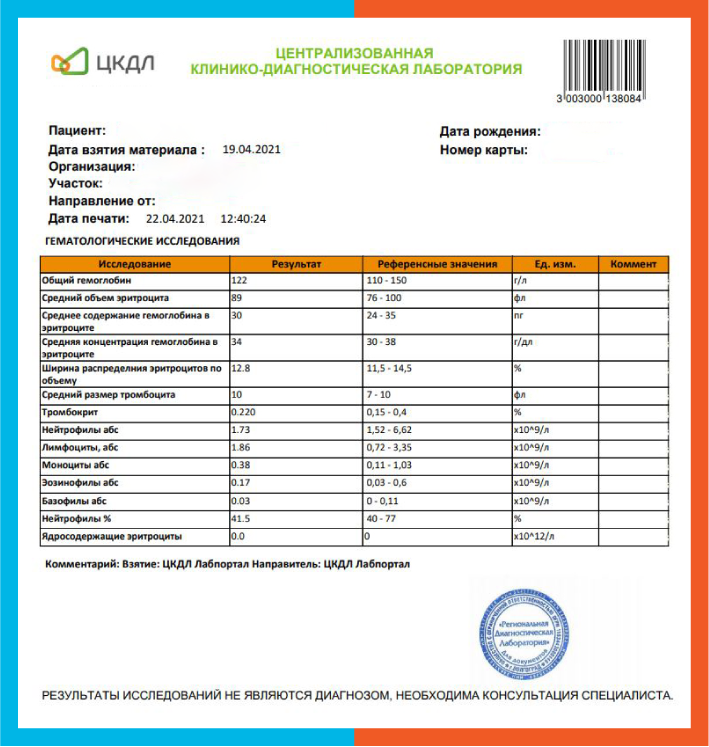 ЦКДЛ
ЦЕНТРАЛИЗОВАННАЯ
КЛИНИКО-ДИАГНОСТИЧЕСКАЯ ЛАБОРАТОРИЯ
3 003000 138084
Пациент:
Дата рождения:
Дата взятия материала : 19.04.2021
Номер карты:
Организация:
Участок:
Направление от:
Дата печати: 22.04.2021 12:40:24
ГЕМАТОЛОГИЧЕСКИЕ ИССЛЕДОВАНИЯ
Исследование Результат Референсные значения Ед. изм. Коммент
Общий гемоглобин 122 110 - 150 г/л
Средний объем эритроцита 89 76 - 100 фл
Среднее содержание гемоглобина в 30 24 - 35 пг
эритроците
Средняя концентрация гемоглобина в 34 30 - 38 г/дл
эритроците
Ширина распределния эритроцитов по 12.8 11,5 - 14,5 %
объему
Средний размер тромбоцита 10 7 - 10 фл
Тромбокрит 0.220 0,15 - 0,4 %
Нейтрофилы абс 1.73 1,52 - 6,62 x10^9/л
Лимфоциты, абс 1.86 0,72 - 3,35 x10^9/л
Моноциты абс 0.38 0,11 - 1,03 x10^9/л
Эозинофилы абс 0.17 0,03 - 0,6 x10^9/л
Базофилы абс 0.03 0 - 0,11 x10^9/л
Нейтрофилы % 41.5 40 - 77 %
Ядросодержащие эритроциты 0.0 0 x10^12/л
Комментарий: Взятие: ЦКДЛ Лабпортал Направитель: ЦКДЛ Лабпортал
«Региональная
Диагностическая
Лаборатория»
Для документов
РЕЗУЛЬТАТЫ ИССЛЕДОВАНИЙ НЕ ЯВЛЯЮТСЯ ДИАГНОЗОМ, НЕОБХОДИМА КОНСУЛЬТАЦИЯ СПЕЦИАЛИСТА.